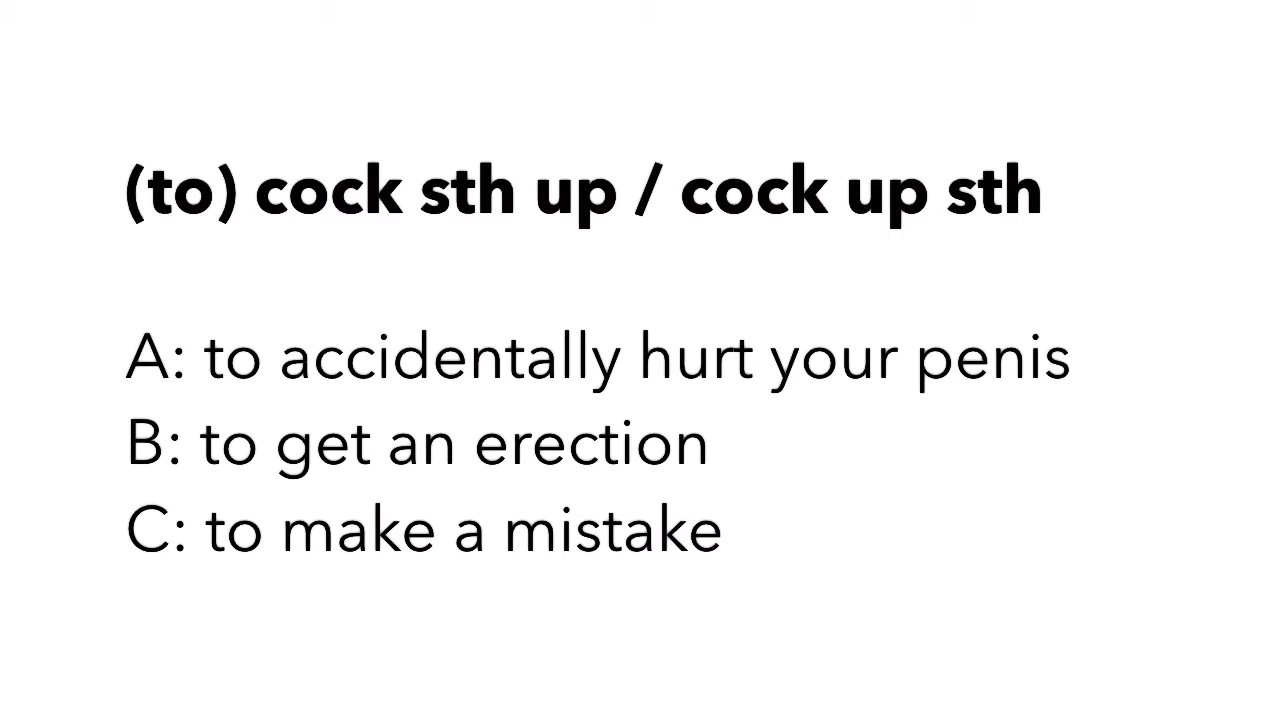 (to) cock sth up / cock up sth
A: to accidentally hurt your penis
B: to get an erection
C: to make a mistake